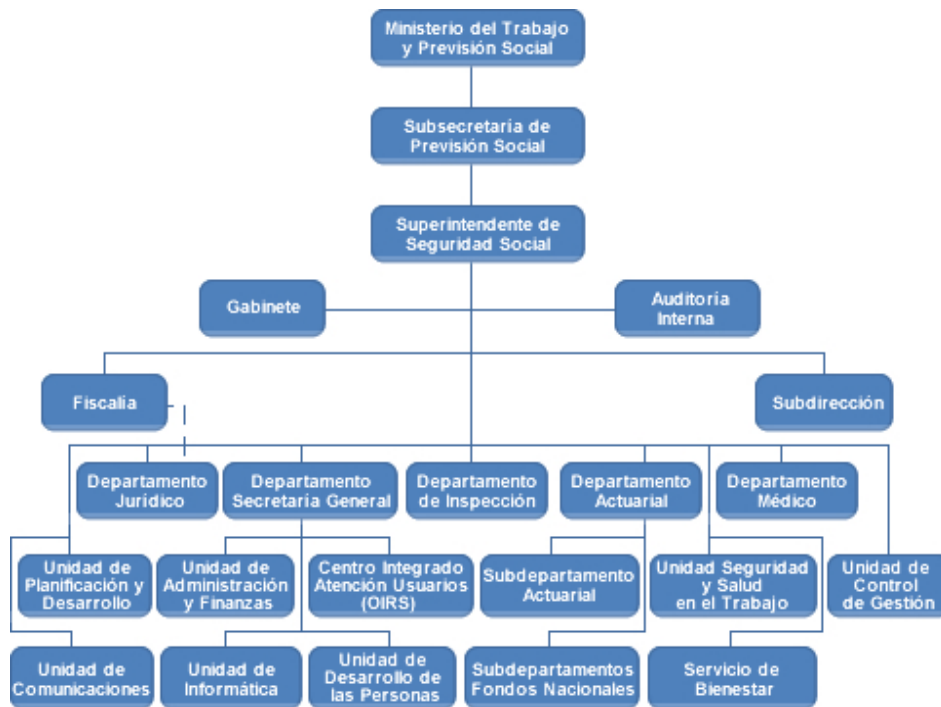 Ministerio del Trabajo
y Previsión Social
Subsecretaría de
Previsión Social
Superintendente de
Seguridad Social
Gabinete
Auditoría
Interna
Fiscalía
Subdirección
Departamento
Jurídico
Departamento
Secretaría General
Departamento
de Inspección
Departamento
Actuarial
Departamento
Médico
Unidad de
Planificación y
Desarrollo
Unidad de
Administración
y Finanzas
Centro Integrado
Atención Usuarios
(OIRS)
Subdepartamento
Actuarial
Unidad Seguridad
y Salud
en el Trabajo
Unidad de
Control
de Gestión
Unidad de
Comunicaciones
Unidad de
Informática
Unidad de
Desarrollo de
las Personas
Subdepartamentos
Fondos Nacionales
Servicio de
Bienestar